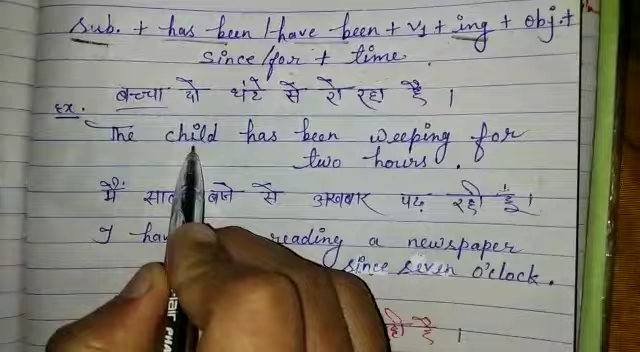 Sub. + has been / have been + v1 + ing + obj. +
since/for + time.
बच्चा दो घंटे से रो रहा है ।
Ex.
The child has been weeping for
two hours.
मैं बजे से अखबार पढ़ रही हूं।
I reading a newspaper
since seven o'clock.
है ।